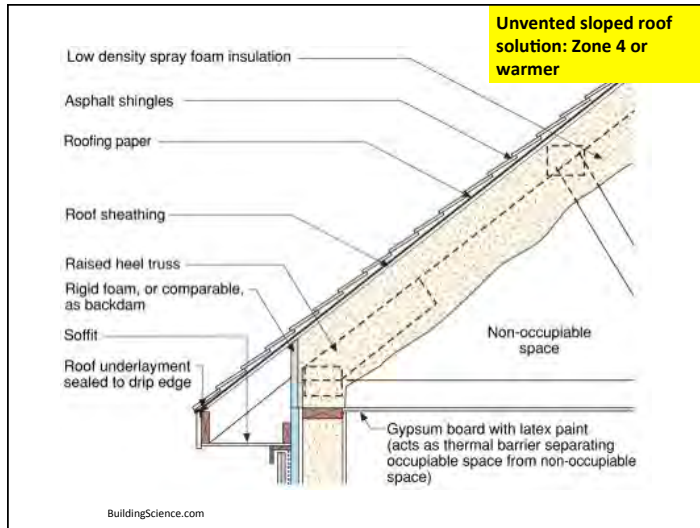 Unvented sloped roof
solution: Zone 4 or
warmer
Low density spray foam insulation
Asphalt shingles
Roofing paper
Roof sheathing
Raised heel truss
Rigid foam, or comparable,
as backdam
Soffit
Roof underlayment
sealed to drip edge
Non-occupiable
space
Gypsum board with latex paint
(acts as thermal barrier separating
occupiable space from non-occupiable
space)
BuildingScience.com